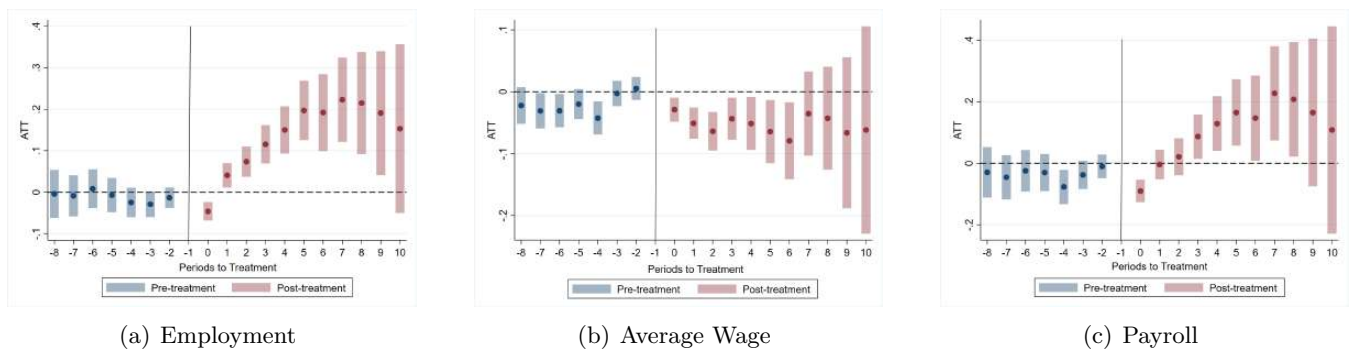 .4
.3
.2
.1
0
-.1
ATT
-8 -7 -6 -5 -4 -3 -2 -1 0 1 2 3 4 5 6 7 8 9 10
Periods to Treatment
Pre-treatment Post-treatment
(a) Employment
.1
0
-.1
-.2
ATT
-8 -7 -6 -5 -4 -3 -2 -1 0 1 2 3 4 5 6 7 8 9 10
Periods to Treatment
Pre-treatment Post-treatment
(b) Average Wage
.4
.2
0
-.2
ATT
-8 -7 -6 -5 -4 -3 -2 -1 0 1 2 3 4 5 6 7 8 9 10
Periods to Treatment
Pre-treatment Post-treatment
(c) Payroll